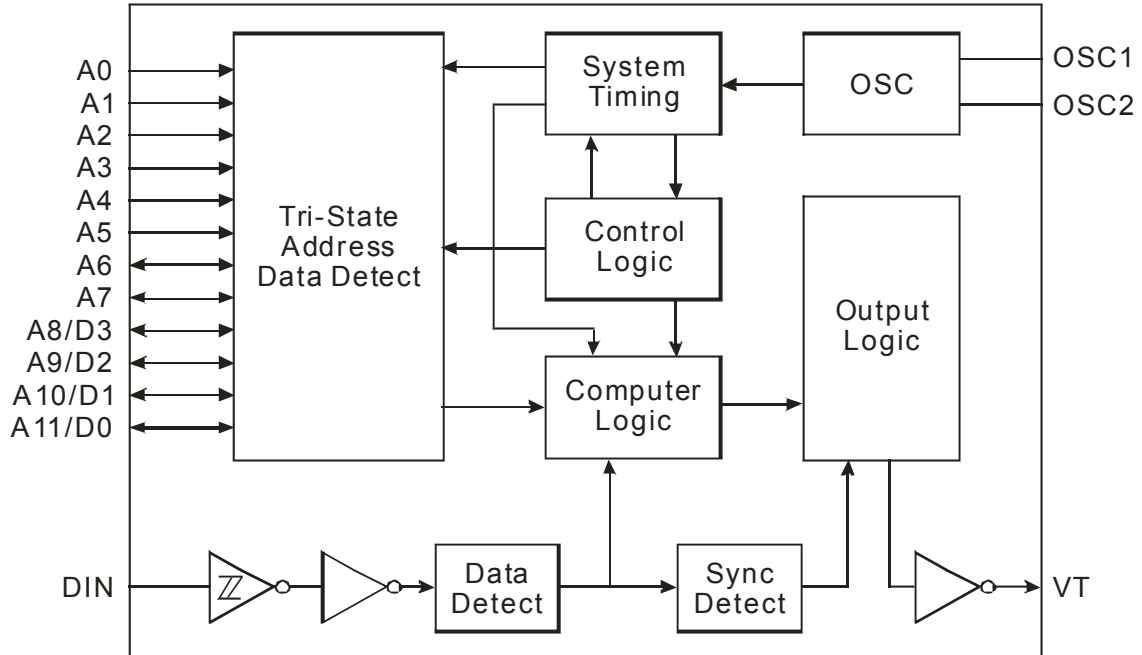 A0
A1
A2
A3
A4
A5
A6
A7
A8/D3
A9/D2
A10/D1
A11/D0
DIN
Tri-State
Address
Data Detect
System
Timing
OSC
OSC1
OSC2
Control
Logic
Output
Logic
Computer
Logic
Data
Detect
Sync
Detect
VT